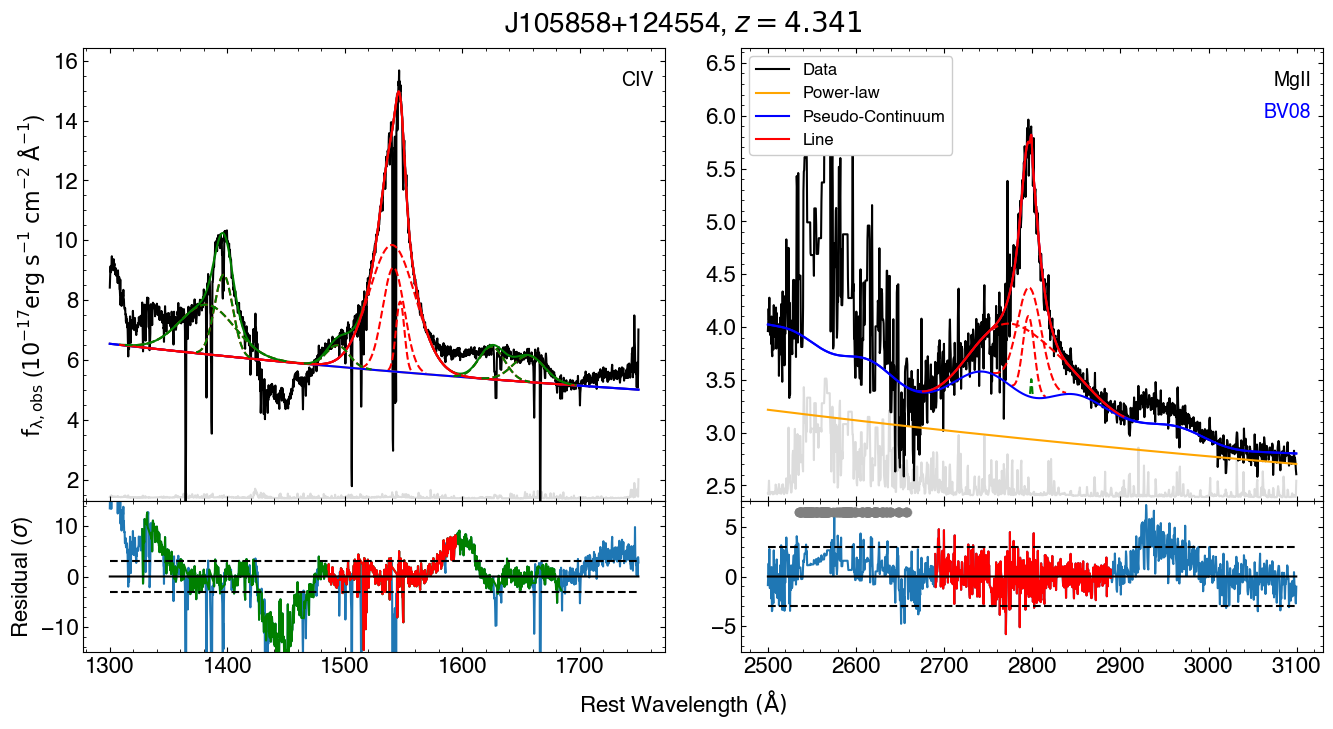 J105858+124554, z = 4.341
16
14
12
10
8
6
4
2
f_{λ,obs} (10^{−17}erg s^{−1} cm^{−2} Å^{−1})
CIV
6.5
6.0
5.5
5.0
4.5
4.0
3.5
3.0
2.5
Data
Power-law
Pseudo-Continuum
Line
MgII
BV08
10
0
−10
Residual (σ)
5
0
−5
1300 1400 1500 1600 1700
2500 2600 2700 2800 2900 3000 3100
Rest Wavelength (Å)